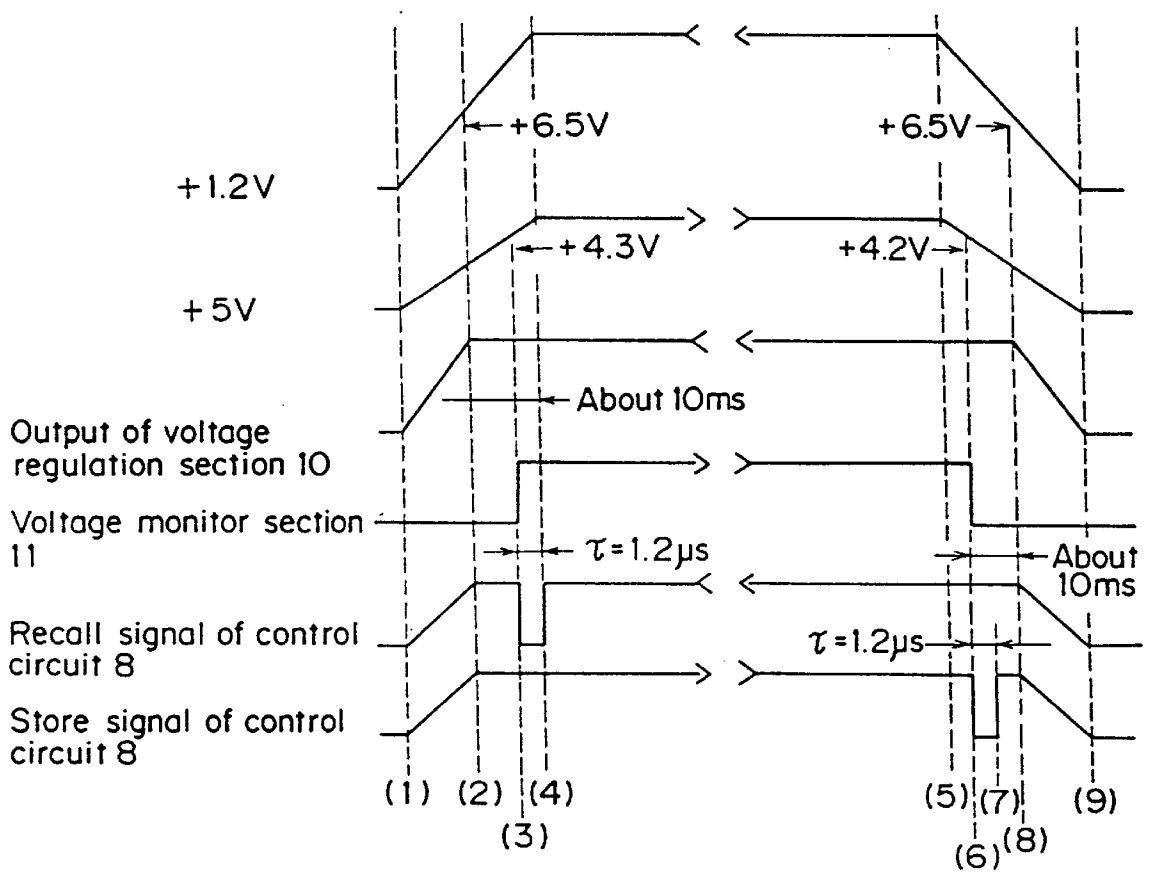 +6.5V
+6.5V
+1.2V
+4.3V
+4.2V
+5V
About 10ms
Output of voltage
regulation section 10
Voltage monitor section
11
τ=1.2μs
About
10ms
Recall signal of control
circuit 8
τ=1.2μs
Store signal of control
circuit 8
(1) (2) (4) (5) (7) (9)
(3) (6) (8)